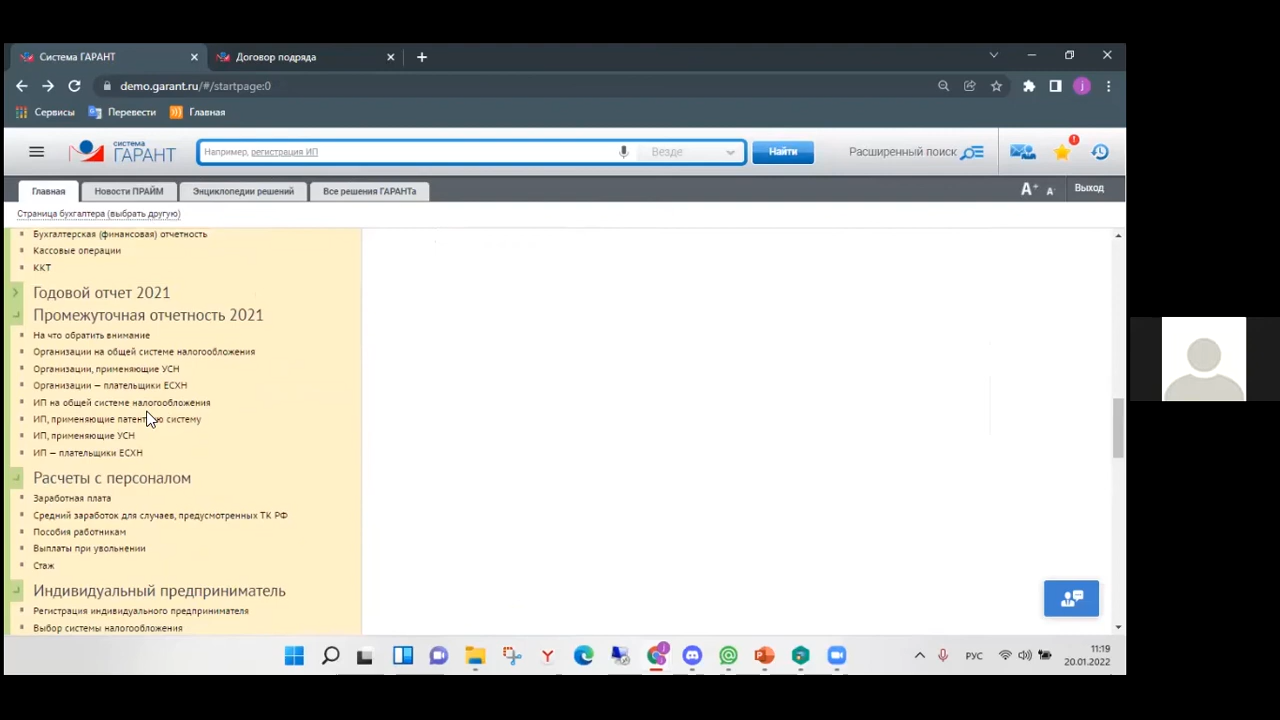 Система ГАРАНТ
Договор подряда
demo.garant.ru/#/startpage:0
j
Сервисы
Перевести
Главная
система
ГАРАНТ
Например, регистрация ИП
Везде
Найти
Расширенный поиск
Главная
Новости ПРАЙМ
Энциклопедии решений
Все решения ГАРАНТа
А+
А-
Выход
Страница бухгалтера (выбрать другую)
Бухгалтерская (финансовая) отчетность
Кассовые операции
ККТ
Годовой отчет 2021
Промежуточная отчетность 2021
На что обратить внимание
Организации на общей системе налогообложения
Организации, применяющие УСН
Организации — плательщики ЕСХН
ИП на общей системе налогообложения
ИП, применяющие патентную систему
ИП, применяющие УСН
ИП — плательщики ЕСХН
Расчеты с персоналом
Заработная плата
Средний заработок для случаев, предусмотренных ТК РФ
Пособия работникам
Выплаты при увольнении
Стаж
Индивидуальный предприниматель
Регистрация индивидуального предпринимателя
Выбор системы налогообложения
РУС
11:19
20.01.2022